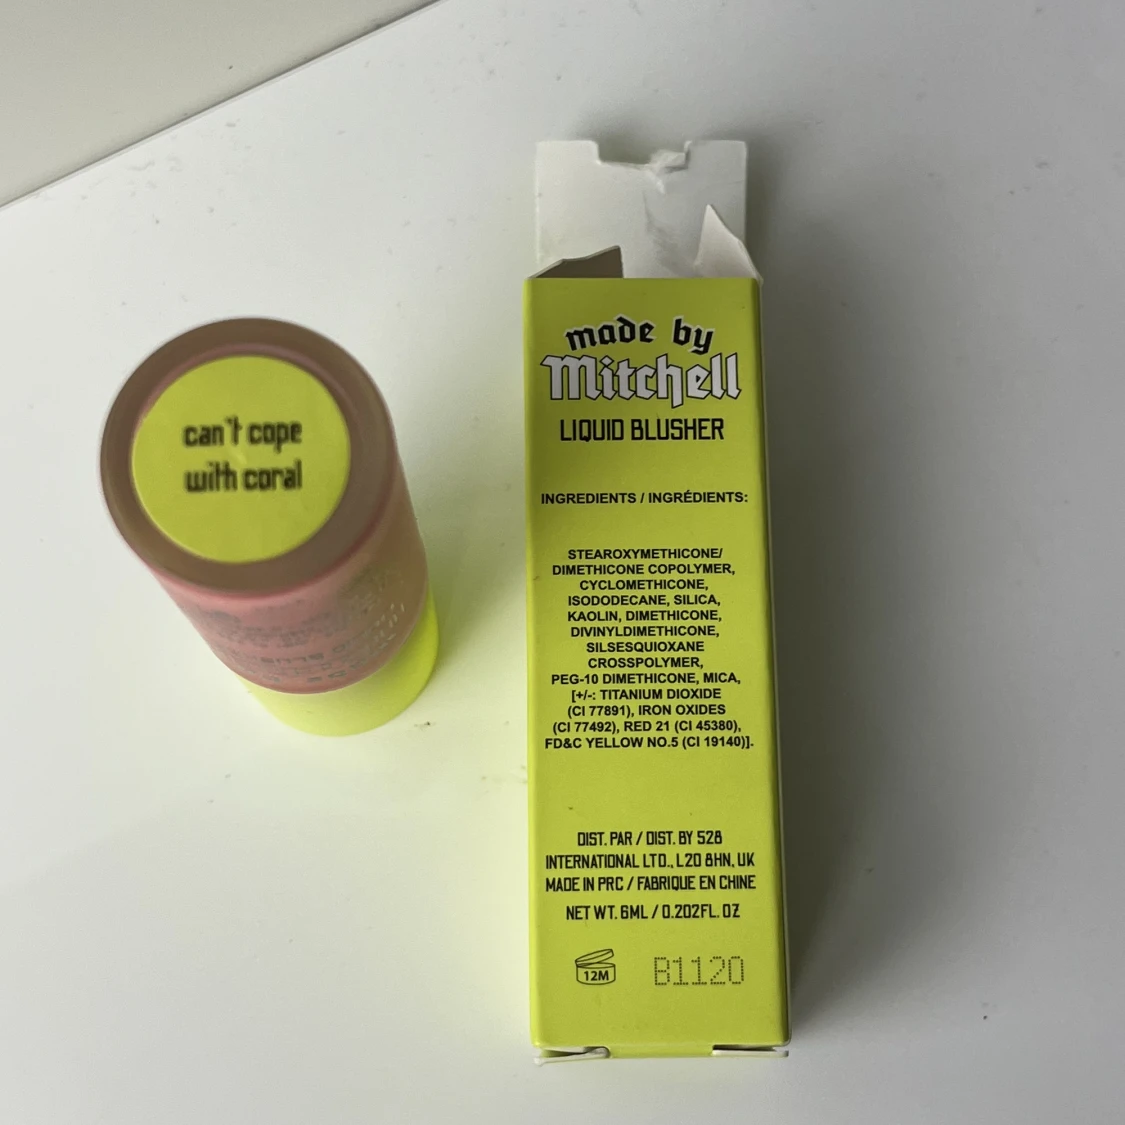 can't cope
with coral
made by
Mitchell
LIQUID BLUSHER
INGREDIENTS / INGRÉDIENTS:
STEAROXYMETHICONE/
DIMETHICONE COPOLYMER,
CYCLOMETHICONE,
ISODODECANE, SILICA,
KAOLIN, DIMETHICONE,
DIVINYLDIMETHICONE,
SILSESQUIOXANE
CROSSPOLYMER,
PEG-10 DIMETHICONE, MICA,
[+/-: TITANIUM DIOXIDE
(CI 77891), IRON OXIDES
(CI 77492), RED 21 (CI 45380),
FD&C YELLOW NO.5 (CI 19140)].
DIST. PAR / DIST. BY 528
INTERNATIONAL LTD., L20 8HN, UK
MADE IN PRC / FABRIQUE EN CHINE
NET WT. 6ML / 0.202FL. OZ
12M
B1120